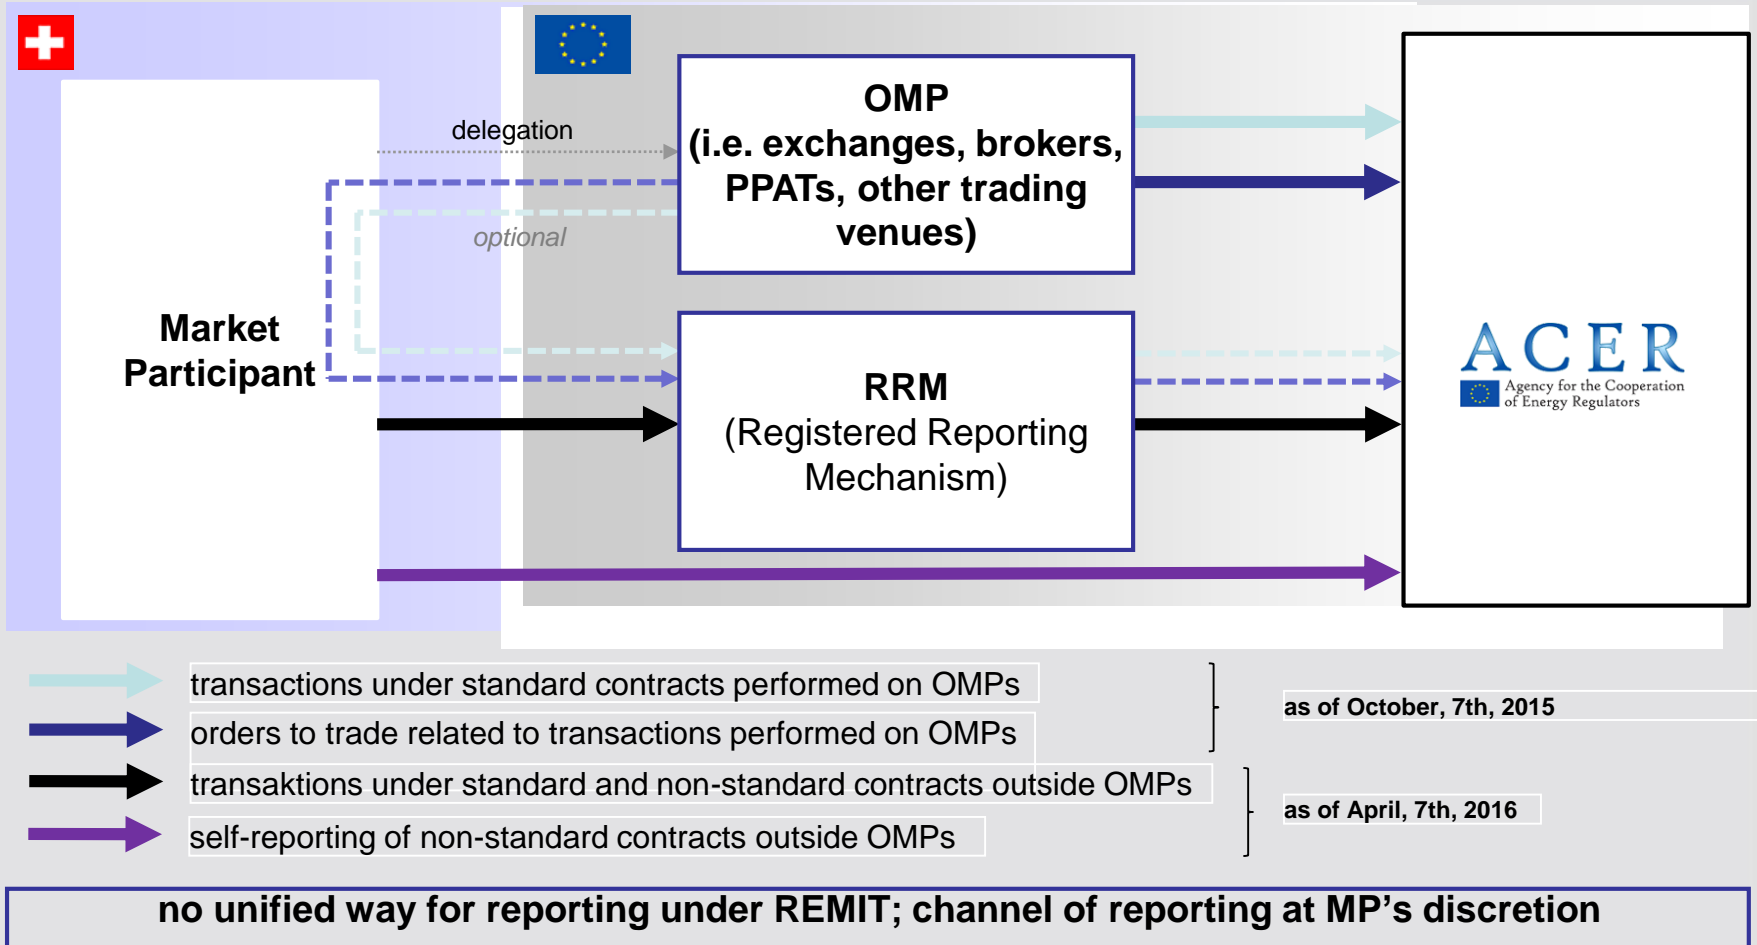 delegation
optional
Market
Participant
OMP
(i.e. exchanges, brokers,
PPATs, other trading
venues)
RRM
(Registered Reporting
Mechanism)
ACER
Agency for the Cooperation
of Energy Regulators
transactions under standard contracts performed on OMPs
orders to trade related to transactions performed on OMPs
as of October, 7th, 2015
transaktions under standard and non-standard contracts outside OMPs
self-reporting of non-standard contracts outside OMPs
as of April, 7th, 2016
no unified way for reporting under REMIT; channel of reporting at MP’s discretion